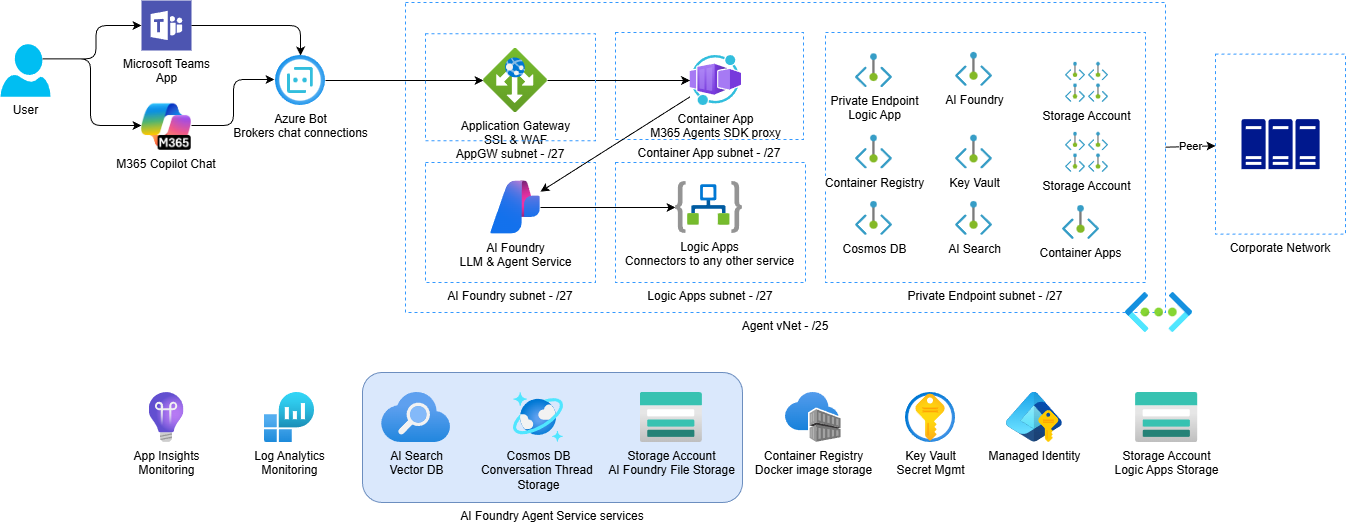 Microsoft Teams
App
User
M365
M365 Copilot Chat
Azure Bot
Brokers chat connections
Application Gateway
SSL & WAF
AppGW subnet - /27
Container App
M365 Agents SDK proxy
Container App subnet - /27
AI Foundry
LLM & Agent Service
AI Foundry subnet - /27
Logic Apps
Connectors to any other service
Logic Apps subnet - /27
Private Endpoint
Logic App
AI Foundry
Storage Account
Container Registry
Key Vault
Storage Account
Cosmos DB
AI Search
Container Apps
Private Endpoint subnet - /27
Agent vNet - /25
Peer
Corporate Network
App Insights
Monitoring
Log Analytics
Monitoring
AI Search
Vector DB
Cosmos DB
Conversation Thread
Storage
Storage Account
AI Foundry File Storage
AI Foundry Agent Service services
Container Registry
Docker image storage
Key Vault
Secret Mgmt
Managed Identity
Storage Account
Logic Apps Storage